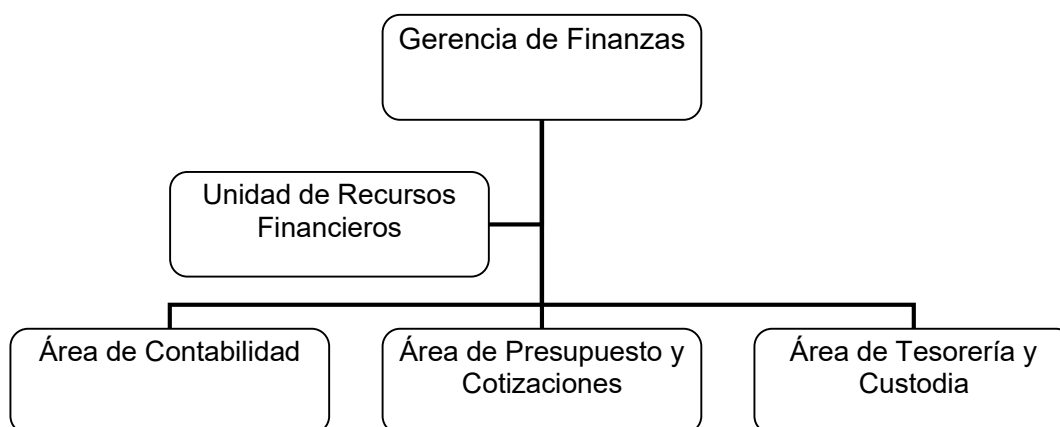 Gerencia de Finanzas
Unidad de Recursos
Financieros
Área de Contabilidad
Área de Presupuesto y
Cotizaciones
Área de Tesorería y
Custodia